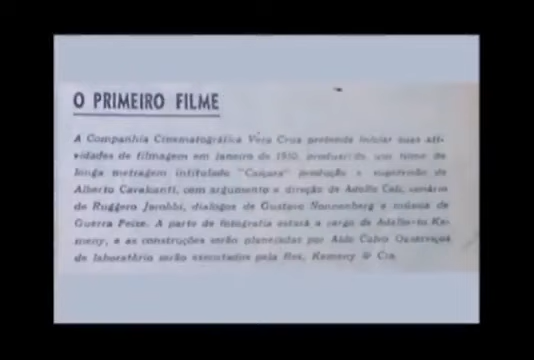 O PRIMEIRO FILME
A Companhia Cinematográfica Vera Cruz pretende iniciar suas ati-
vidades de filmagem em janeiro de 1950, produzindo um filme de
longa metragem intitulado "Caiçara" produção e supervisão de
Alberto Cavalcanti, com argumento e direção de Adolfo Celi, cenário
de Ruggero Jacobbi, diálogos de Gustavo Nonnenberg e música de
Guerra Peixe. A parte de fotografia estará a cargo de Adalberto Ke-
meny, e as construções serão planejadas por Aldo Calvo
de laboratório serão executados pela Rex, Kemeny & Cia